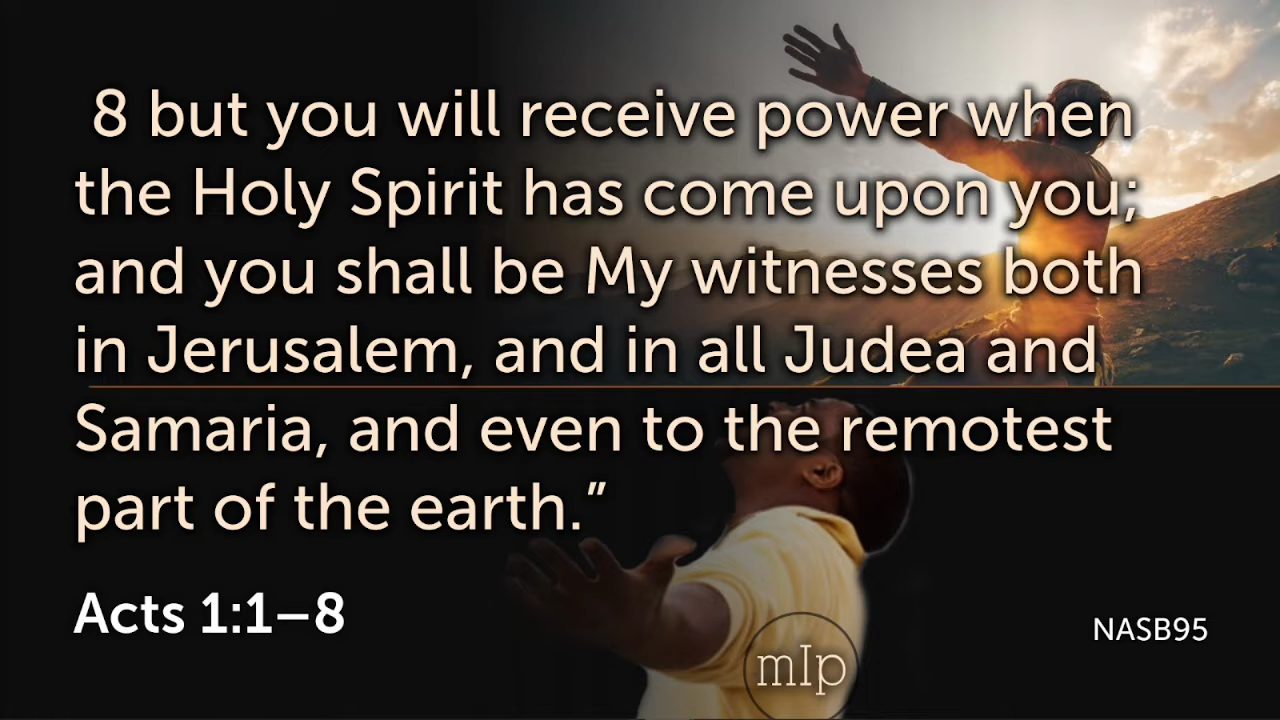 8 but you will receive power when
the Holy Spirit has come upon you;
and you shall be My witnesses both
in Jerusalem, and in all Judea and
Samaria, and even to the remotest
part of the earth.”
Acts 1:1–8
NASB95
mIp